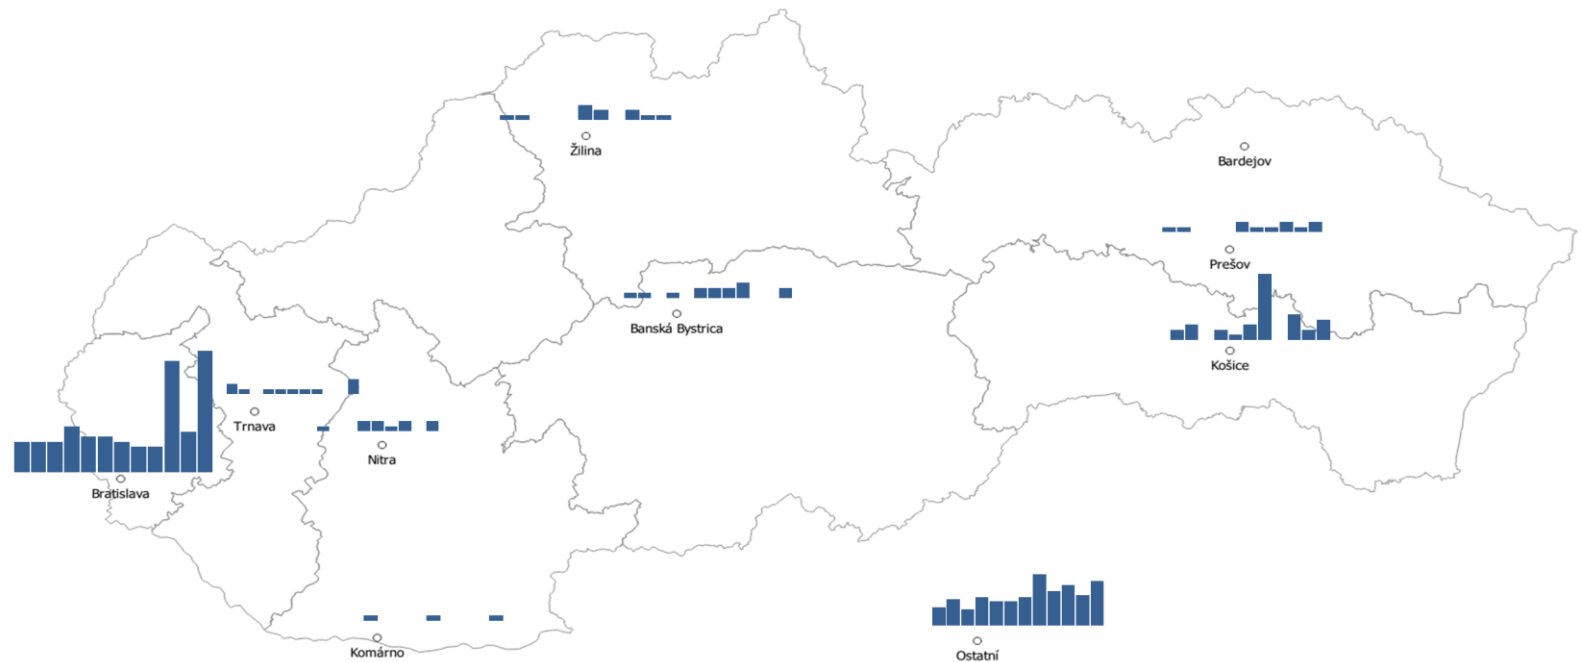 Žilina
Bardejov
Prešov
Banská Bystrica
Košice
Trnava
Nitra
Bratislava
Komárno
Ostatní